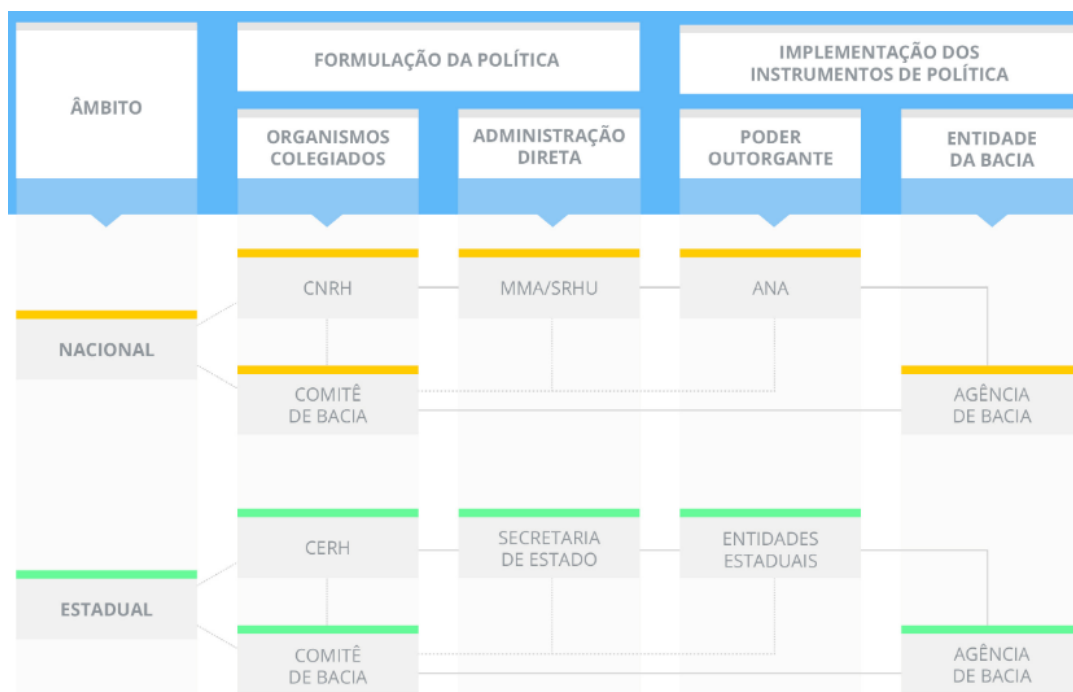 ÂMBITO
FORMULAÇÃO DA POLÍTICA
IMPLEMENTAÇÃO DOS
INSTRUMENTOS DE POLÍTICA
ORGANISMOS
COLEGIADOS
ADMINISTRAÇÃO
DIRETA
PODER
OUTORGANTE
ENTIDADE
DA BACIA
NACIONAL
CNRH
MMA/SRHU
ANA
COMITÊ
DE BACIA
AGÊNCIA
DE BACIA
ESTADUAL
CERH
SECRETARIA
DE ESTADO
ENTIDADES
ESTADUAIS
COMITÊ
DE BACIA
AGÊNCIA
DE BACIA